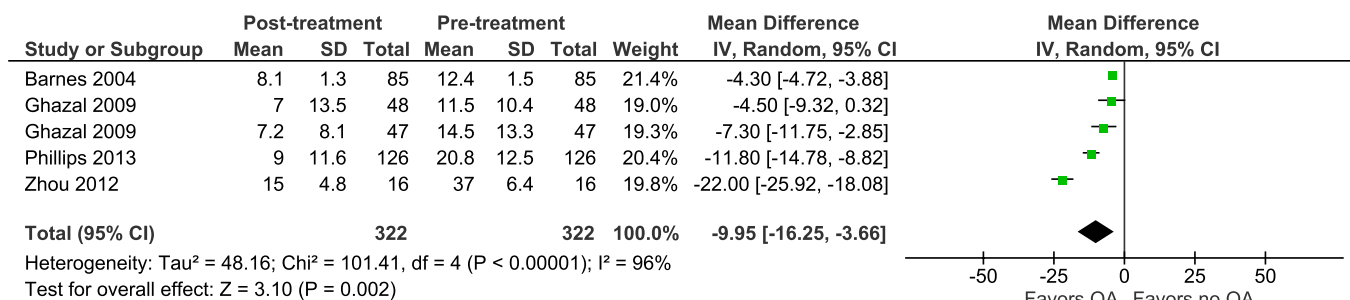 Post-treatment Pre-treatment Mean Difference Mean Difference
Study or Subgroup Mean SD Total Mean SD Total Weight IV, Random, 95% CI IV, Random, 95% CI
Barnes 2004 8.1 1.3 85 12.4 1.5 85 21.4% -4.30 [-4.72, -3.88]
Ghazal 2009 7 13.5 48 11.5 10.4 48 19.0% -4.50 [-9.32, 0.32]
Ghazal 2009 7.2 8.1 47 14.5 13.3 47 19.3% -7.30 [-11.75, -2.85]
Phillips 2013 9 11.6 126 20.8 12.5 126 20.4% -11.80 [-14.78, -8.82]
Zhou 2012 15 4.8 16 37 6.4 16 19.8% -22.00 [-25.92, -18.08]
Total (95% CI) 322 322 100.0% -9.95 [-16.25, -3.66]
Heterogeneity: Tau² = 48.16; Chi² = 101.41, df = 4 (P < 0.00001); I² = 96%
-50 -25 0 25 50
Test for overall effect: Z = 3.10 (P = 0.002)
Favors OA Favors no OA